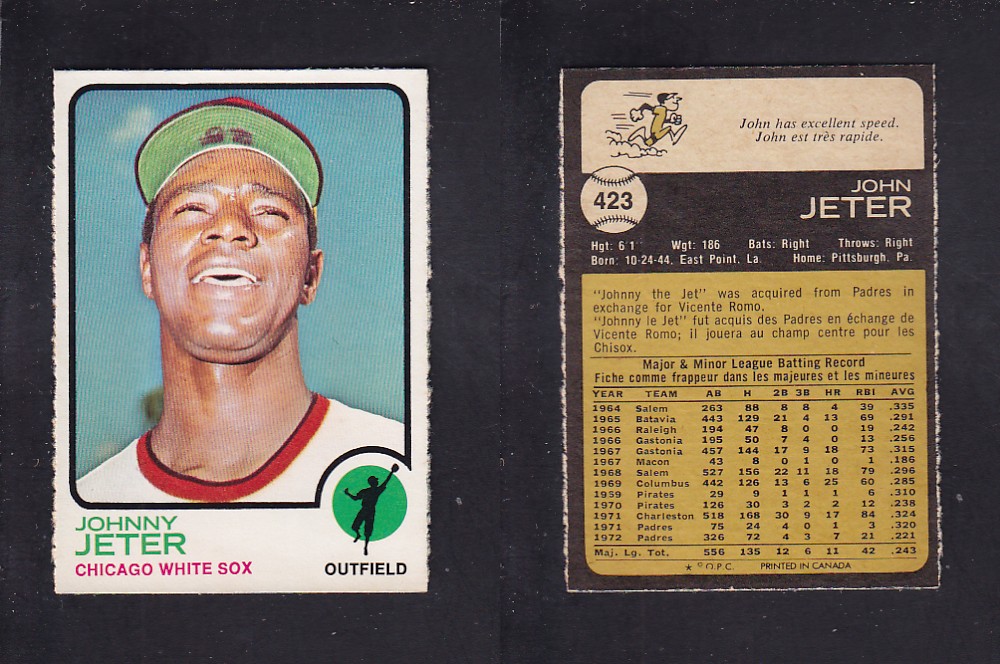 JOHNNY
JETER
CHICAGO WHITE SOX
OUTFIELD
John has excellent speed.
John est très rapide.
423
JOHN
JETER
Hgt: 6'1 Wgt: 186 Bats: Right Throws: Right
Born: 10-24-44, East Point, La. Home: Pittsburgh, Pa.
"Johnny the Jet" was acquired from Padres in
exchange for Vicente Romo.
"Johnny le Jet" fut acquis des Padres en échange de
Vicente Romo; il jouera au champ centre pour les
Chisox.
Major & Minor League Batting Record
Fiche comme frappeur dans les majeures et les mineures
YEAR TEAM AB H 2B 3B HR RBI AVG
1964 Salem 263 88 8 8 4 39 .335
1965 Batavia 443 129 21 4 13 69 .291
1966 Raleigh 194 47 8 0 0 19 .242
1966 Gastonia 195 50 7 4 0 13 .256
1967 Gastonia 457 144 17 9 18 73 .315
1967 Macon 43 8 0 1 0 1 .186
1968 Salem 527 156 22 11 18 79 .296
1969 Columbus 442 126 13 6 25 60 .285
1959 Pirates 29 9 1 1 1 6 .310
1970 Pirates 126 30 3 2 2 12 .238
1971 Charleston 518 168 30 9 17 84 .324
1971 Padres 75 24 4 0 1 3 .320
1972 Padres 326 72 4 3 7 21 .221
Maj. Lg. Tot. 556 135 12 6 11 42 .243
★ © O.P.C. PRINTED IN CANADA